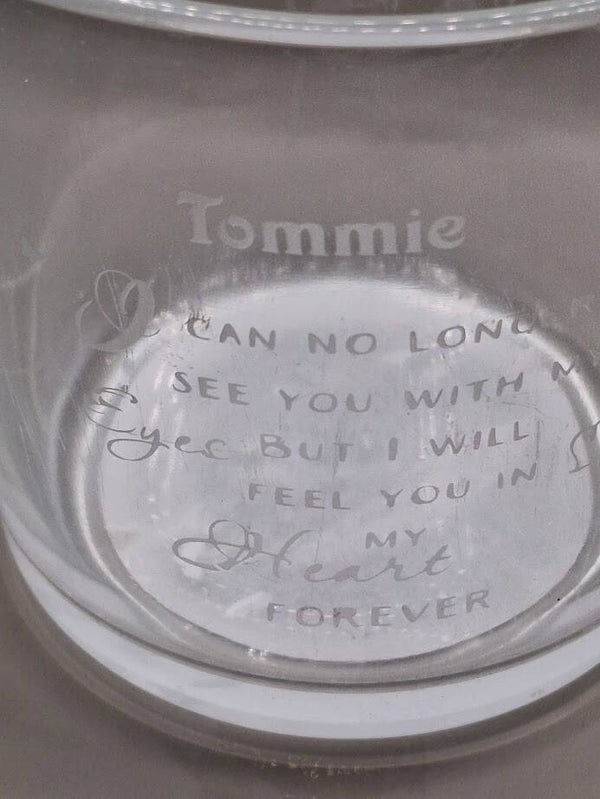 Tommie
I CAN NO LONG
SEE YOU WITH M
Eyes BUT I WILL
FEEL YOU IN
MY
Heart
FOREVER